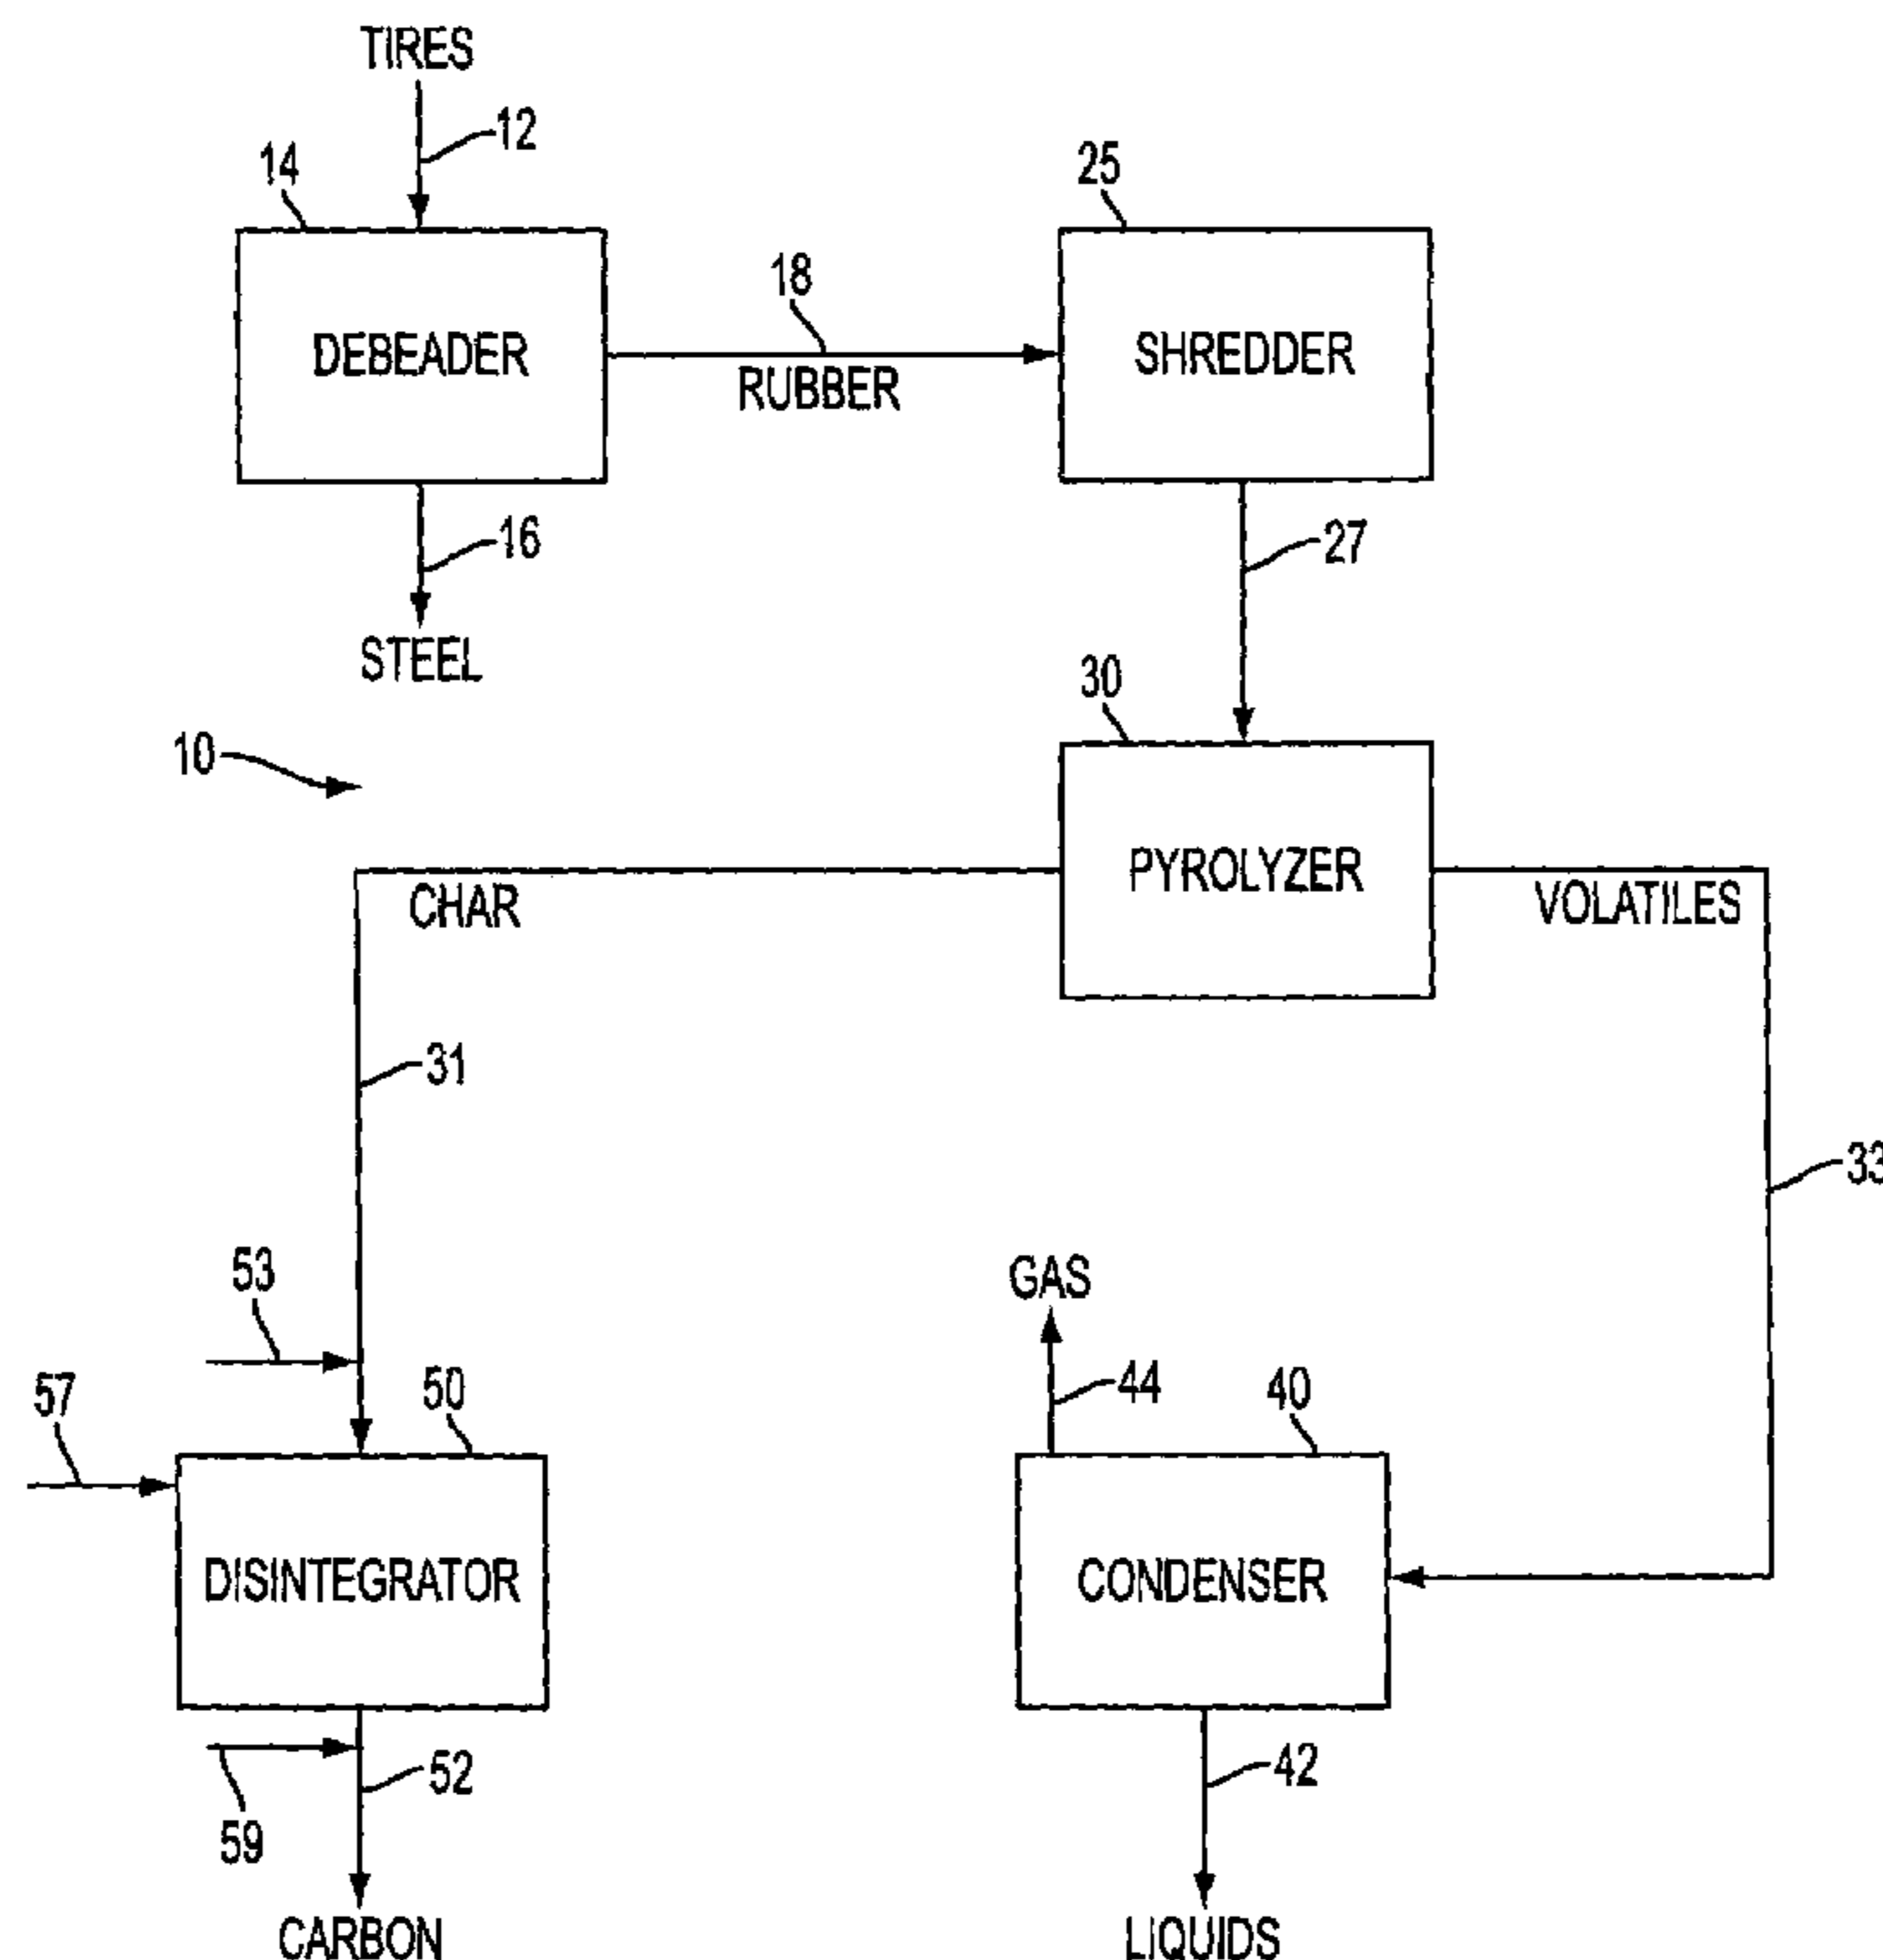 TIRES
12
14
25
DEBEADER
18
RUBBER
SHREDDER
16
STEEL
27
30
10
PYROLYZER
CHAR
VOLATILES
31
33
53
GAS
57
50
44
40
DISINTEGRATOR
CONDENSER
59
52
42
CARBON
LIQUIDS